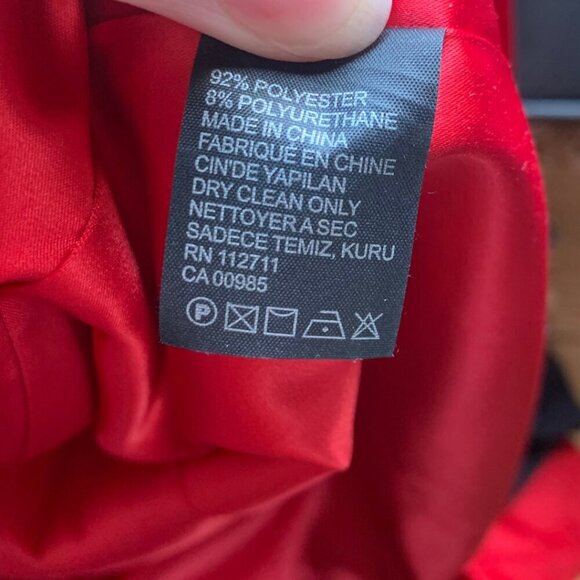 92% POLYESTER
8% POLYURETHANE
MADE IN CHINA
FABRIQUE EN CHINE
CIN'DE YAPILAN
DRY CLEAN ONLY
NETTOYER A SEC
SADECE TEMIZ, KURU
RN 112711
CA 00985
P